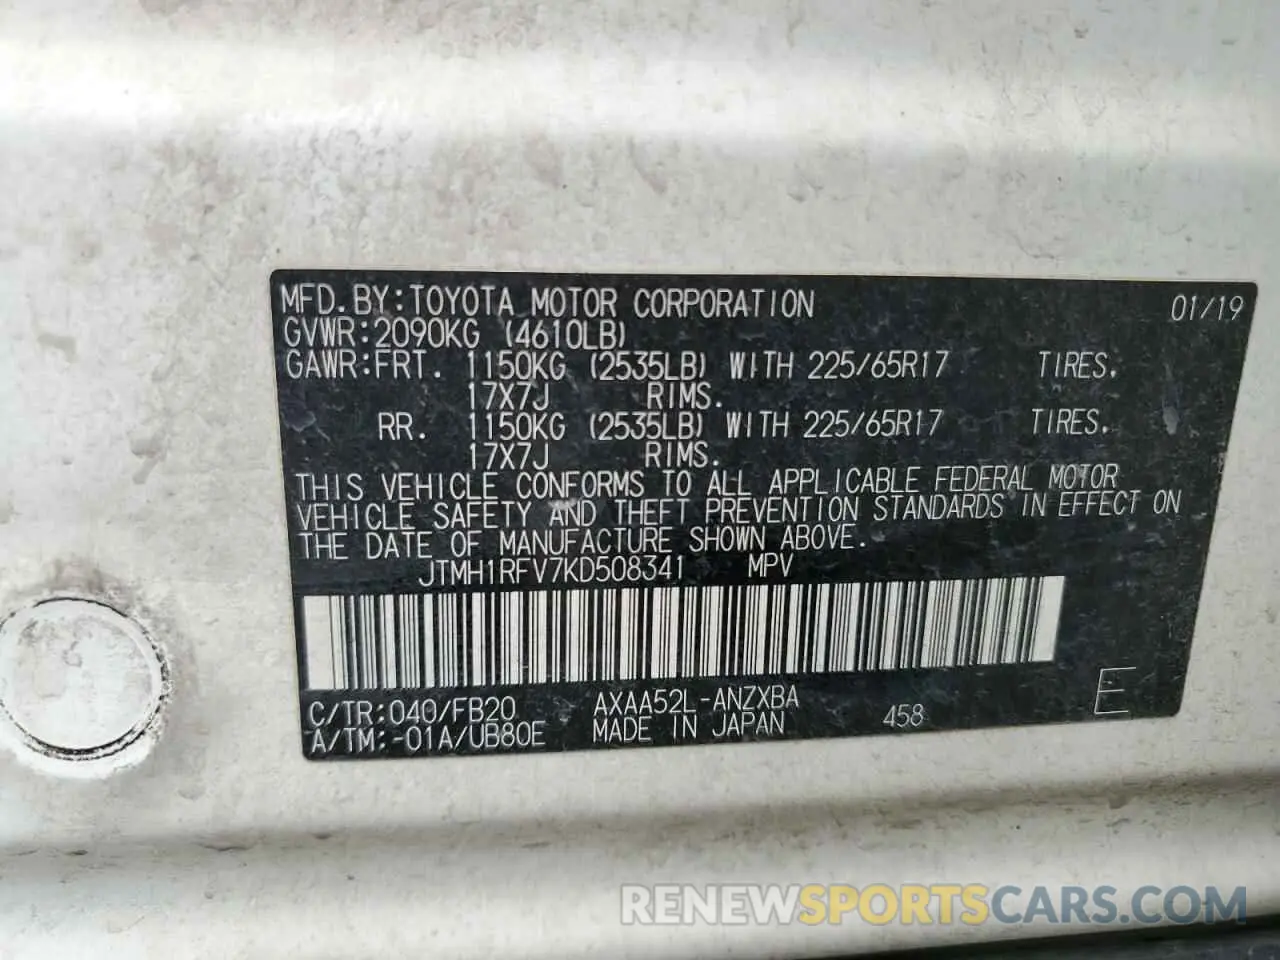 MFD.BY:TOYOTA MOTOR CORPORATION 01/19
GVWR:2090KG (4610LB)
GAWR:FRT. 1150KG (2535LB) WITH 225/65R17 TIRES,
17X7J RIMS.
RR. 1150KG (2535LB) WITH 225/65R17 TIRES,
17X7J RIMS.
THIS VEHICLE CONFORMS TO ALL APPLICABLE FEDERAL MOTOR
VEHICLE SAFETY AND THEFT PREVENTION STANDARDS IN EFFECT ON
THE DATE OF MANUFACTURE SHOWN ABOVE.
JTMH1RFV7KD508341 MPV
C/TR:040/FB20 AXAA52L-ANZXBA
A/TM:-01A/UB80E MADE IN JAPAN 458 E
RENEWSPORTSCARS.COM